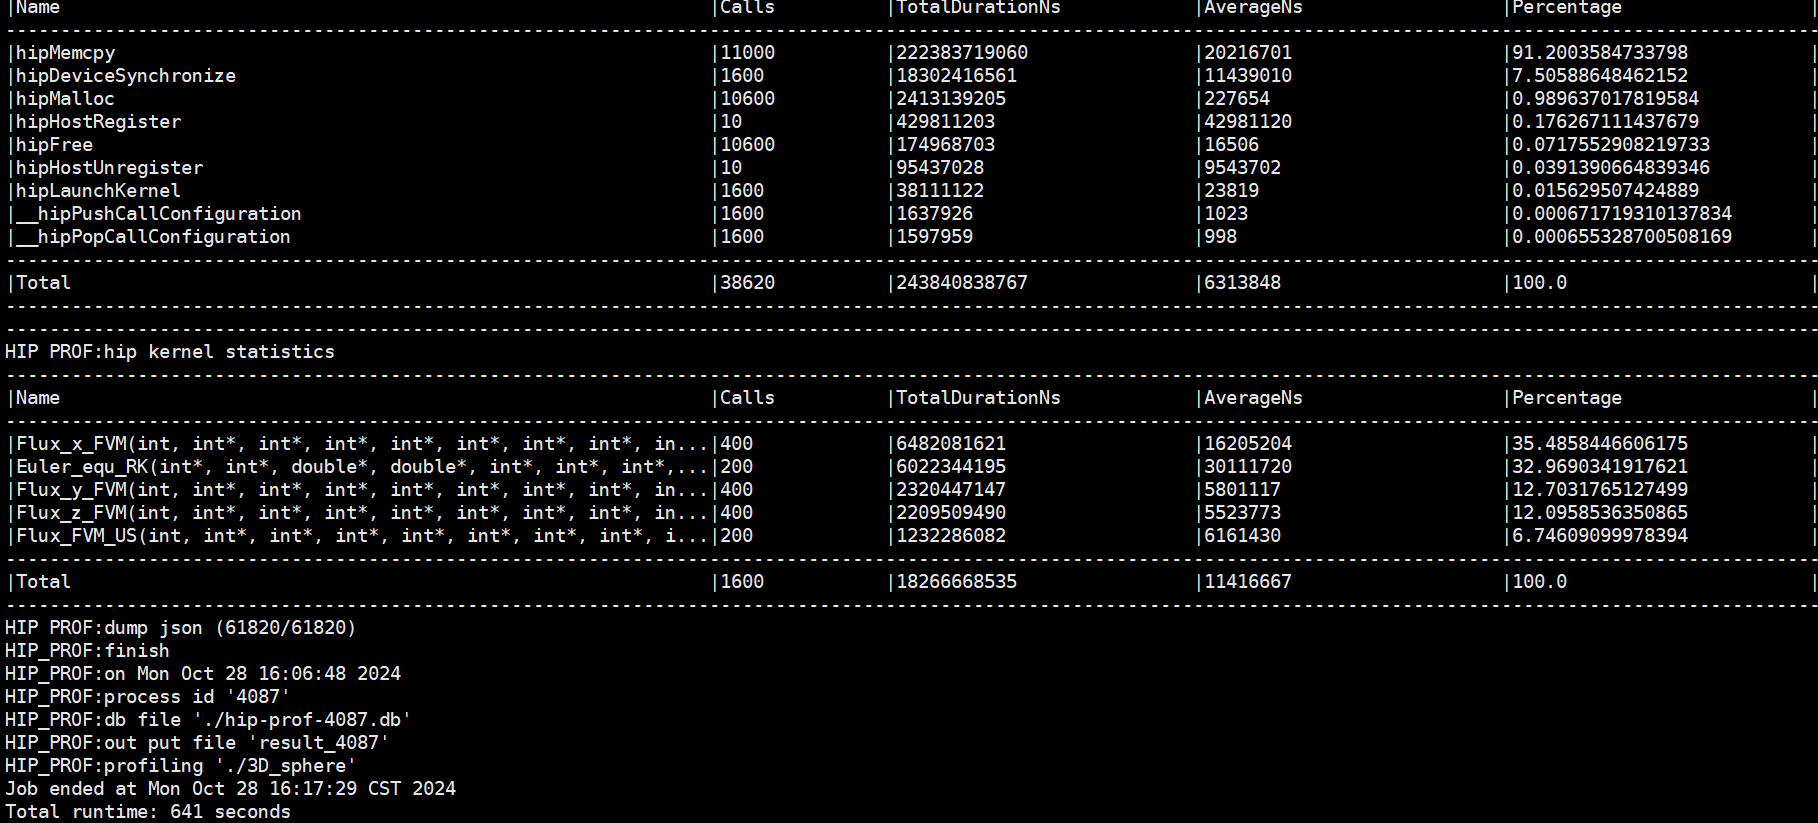 |Name |Calls |TotalDurationNs |AverageNs |Percentage |
|hipMemcpy |11000 |222383719060 |20216701 |91.2003584733798 |
|hipDeviceSynchronize |1600 |18302416561 |11439010 |7.50588648462152 |
|hipMalloc |10600 |2413139205 |227654 |0.989637017819584 |
|hipHostRegister |10 |429811203 |42981120 |0.176267111437679 |
|hipFree |10600 |174968703 |16506 |0.0717552908219733 |
|hipHostUnregister |10 |95437028 |9543702 |0.0391390664839346 |
|hipLaunchKernel |1600 |38111122 |23819 |0.015629507424889 |
|__hipPushCallConfiguration |1600 |1637926 |1023 |0.000671719310137834 |
|__hipPopCallConfiguration |1600 |1597959 |998 |0.000655328700508169 |
|Total |38620 |243840838767 |6313848 |100.0 |
HIP PROF:hip kernel statistics
|Name |Calls |TotalDurationNs |AverageNs |Percentage |
|Flux_x_FVM(int, int*, int*, int*, int*, int*, int*, int*, in...|400 |6482081621 |16205204 |35.4858446606175 |
|Euler_equ_RK(int*, int*, double*, double*, int*, int*, int*,...|200 |6022344195 |30111720 |32.9690341917621 |
|Flux_y_FVM(int, int*, int*, int*, int*, int*, int*, int*, in...|400 |2320447147 |5801117 |12.7031765127499 |
|Flux_z_FVM(int, int*, int*, int*, int*, int*, int*, int*, in...|400 |2209509490 |5523773 |12.0958536350865 |
|Flux_FVM_US(int, int*, int*, int*, int*, int*, int*, int*, i...|200 |1232286082 |6161430 |6.74609099978394 |
|Total |1600 |18266668535 |11416667 |100.0 |
HIP PROF:dump json (61820/61820)
HIP_PROF:finish
HIP_PROF:on Mon Oct 28 16:06:48 2024
HIP_PROF:process id '4087'
HIP_PROF:db file './hip-prof-4087.db'
HIP_PROF:out put file 'result_4087'
HIP_PROF:profiling './3D_sphere'
Job ended at Mon Oct 28 16:17:29 CST 2024
Total runtime: 641 seconds